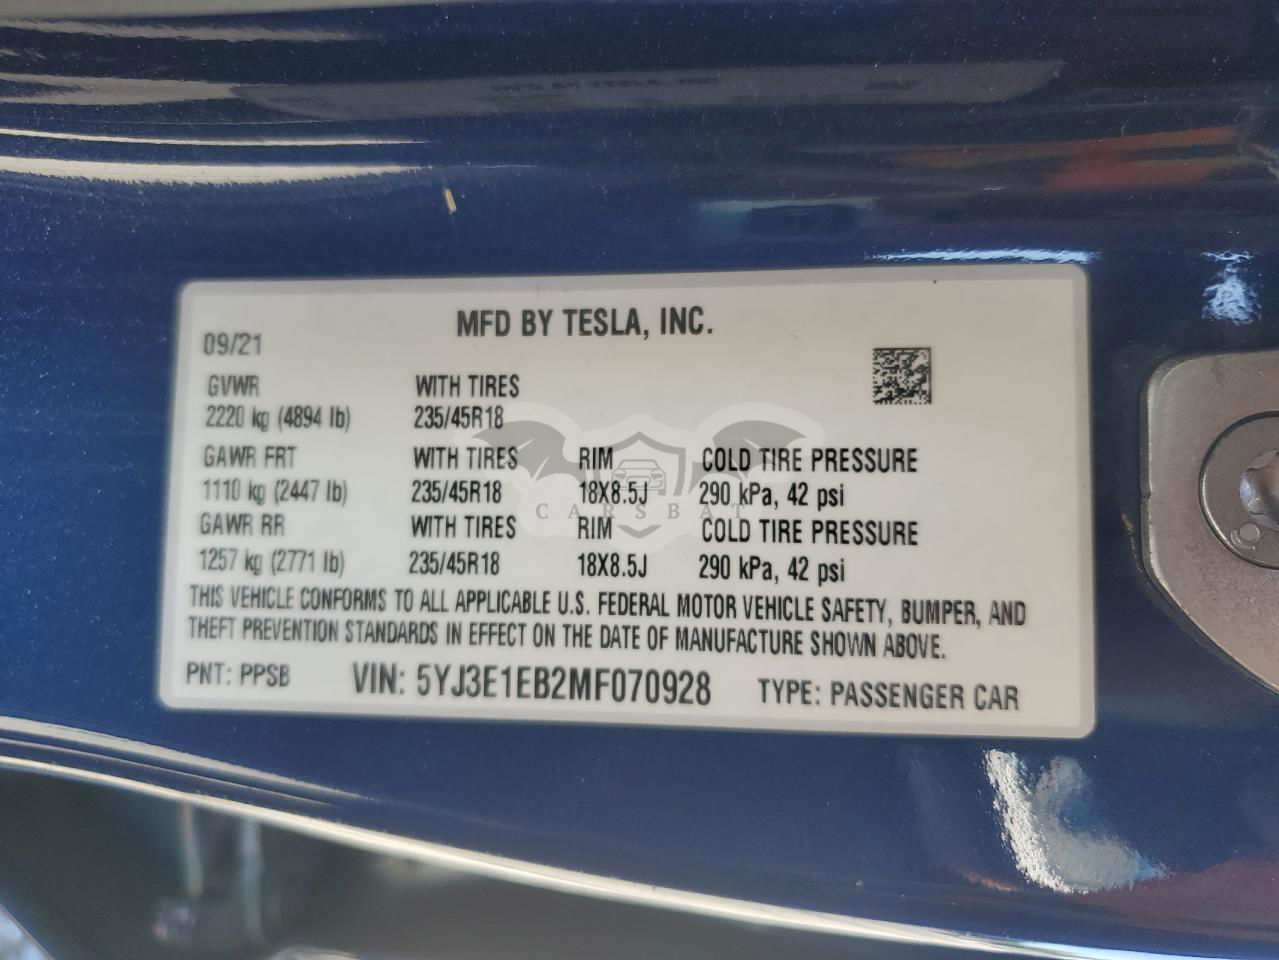 MFD BY TESLA, INC.
09/21
GVWR WITH TIRES
2220 kg (4894 lb) 235/45R18
GAWR FRT WITH TIRES RIM COLD TIRE PRESSURE
1110 kg (2447 lb) 235/45R18 18X8.5J 290 kPa, 42 psi
CARSBAT
GAWR RR WITH TIRES RIM COLD TIRE PRESSURE
1257 kg (2771 lb) 235/45R18 18X8.5J 290 kPa, 42 psi
THIS VEHICLE CONFORMS TO ALL APPLICABLE U.S. FEDERAL MOTOR VEHICLE SAFETY, BUMPER, AND
THEFT PREVENTION STANDARDS IN EFFECT ON THE DATE OF MANUFACTURE SHOWN ABOVE.
PNT: PPSB VIN: 5YJ3E1EB2MF070928 TYPE: PASSENGER CAR